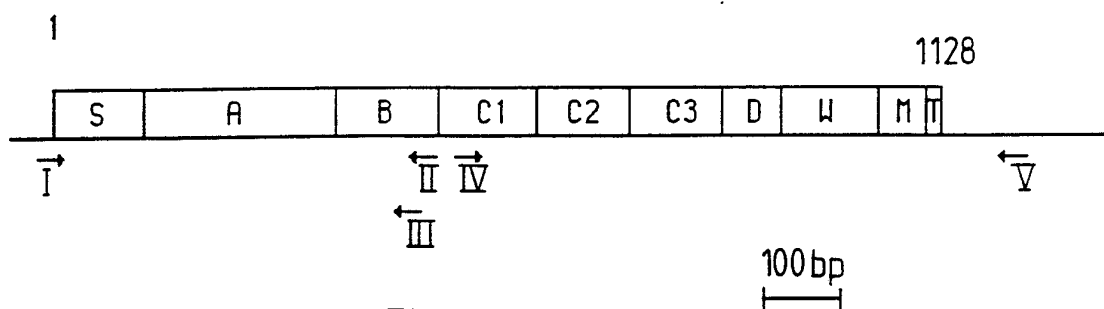 1
1128
S A B C1 C2 C3 D W M T
I II IV V
III
100 bp